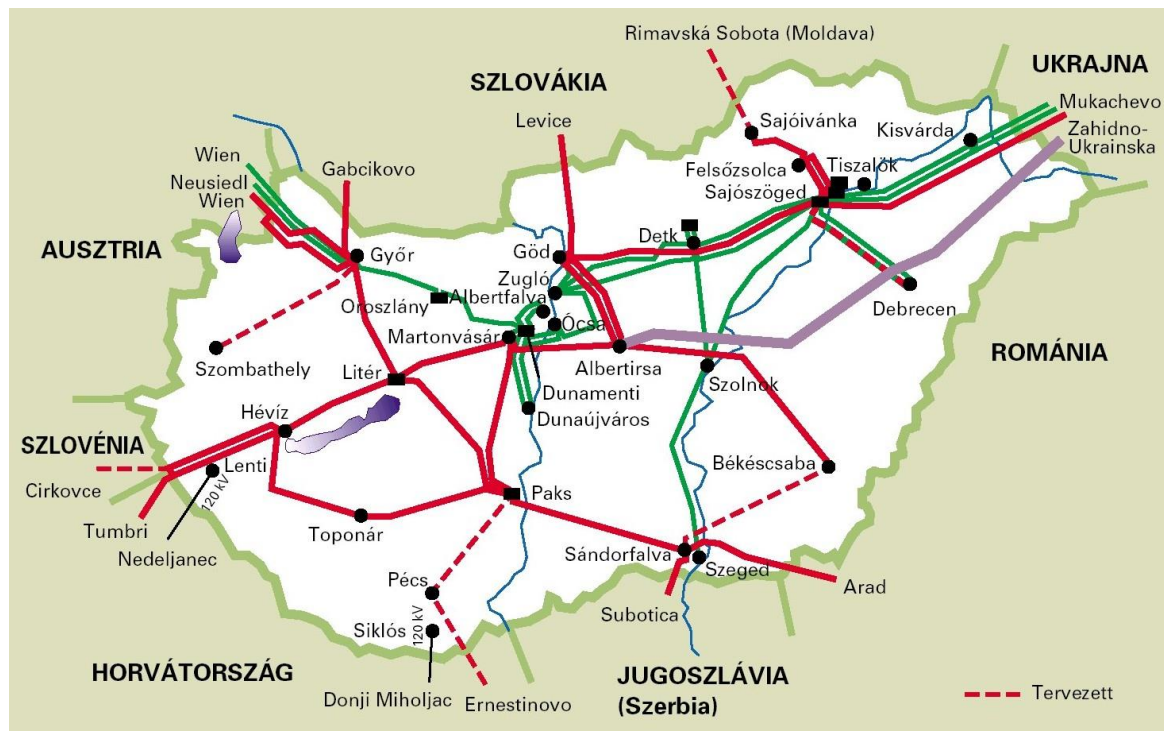 Rimavská Sobota (Moldava)
UKRAJNA
SZLOVÁKIA
Mukachevo
Levice
Sajóivánka
Kisvárda
Zahidno-
Ukrainska
Wien
Gabcikovo
Felsőzsolca
Tiszalök
Neusiedl
Sajószöged
Wien
AUSZTRIA
Győr
Göd
Detk
Zugló
Debrecen
Oroszlány
Albertfalva
Ócsa
Martonvásár
ROMÁNIA
Szombathely
Litér
Albertirsa
Szolnok
Dunamenti
Hévíz
Dunaújváros
SZLOVÉNIA
Lenti
Békéscsaba
Cirkovce
120 kV
Paks
Tumbri
Toponár
Nedeljanec
Sándorfalva
Szeged
Pécs
Arad
Subotica
Siklós
120 kV
HORVÁTORSZÁG
JUGOSZLÁVIA
(Szerbia)
Donji Miholjac
Ernestinovo
Tervezett